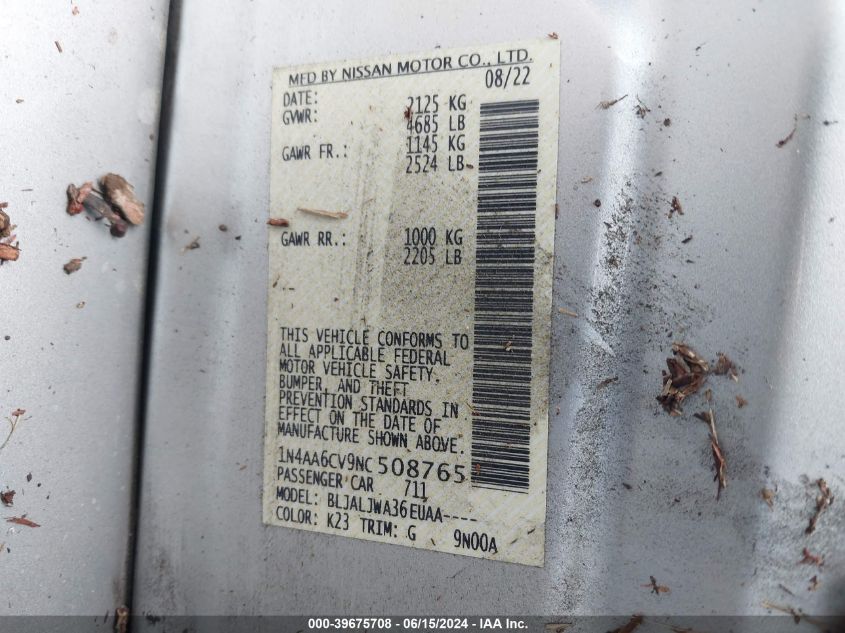 MFD BY NISSAN MOTOR CO., LTD.
DATE: 08/22
GVWR: 2125 KG
4685 LB
GAWR FR.: 1145 KG
2524 LB
GAWR RR.: 1000 KG
2205 LB
THIS VEHICLE CONFORMS TO
ALL APPLICABLE FEDERAL
MOTOR VEHICLE SAFETY,
BUMPER, AND THEFT
PREVENTION STANDARDS IN
EFFECT ON THE DATE OF
MANUFACTURE SHOWN ABOVE.
1N4AA6CV9NC508765
PASSENGER CAR 711
MODEL: BLJALJWA36EUAA----
COLOR: K23 TRIM: G 9N00A
000-39675708 - 06/15/2024 - IAA Inc.